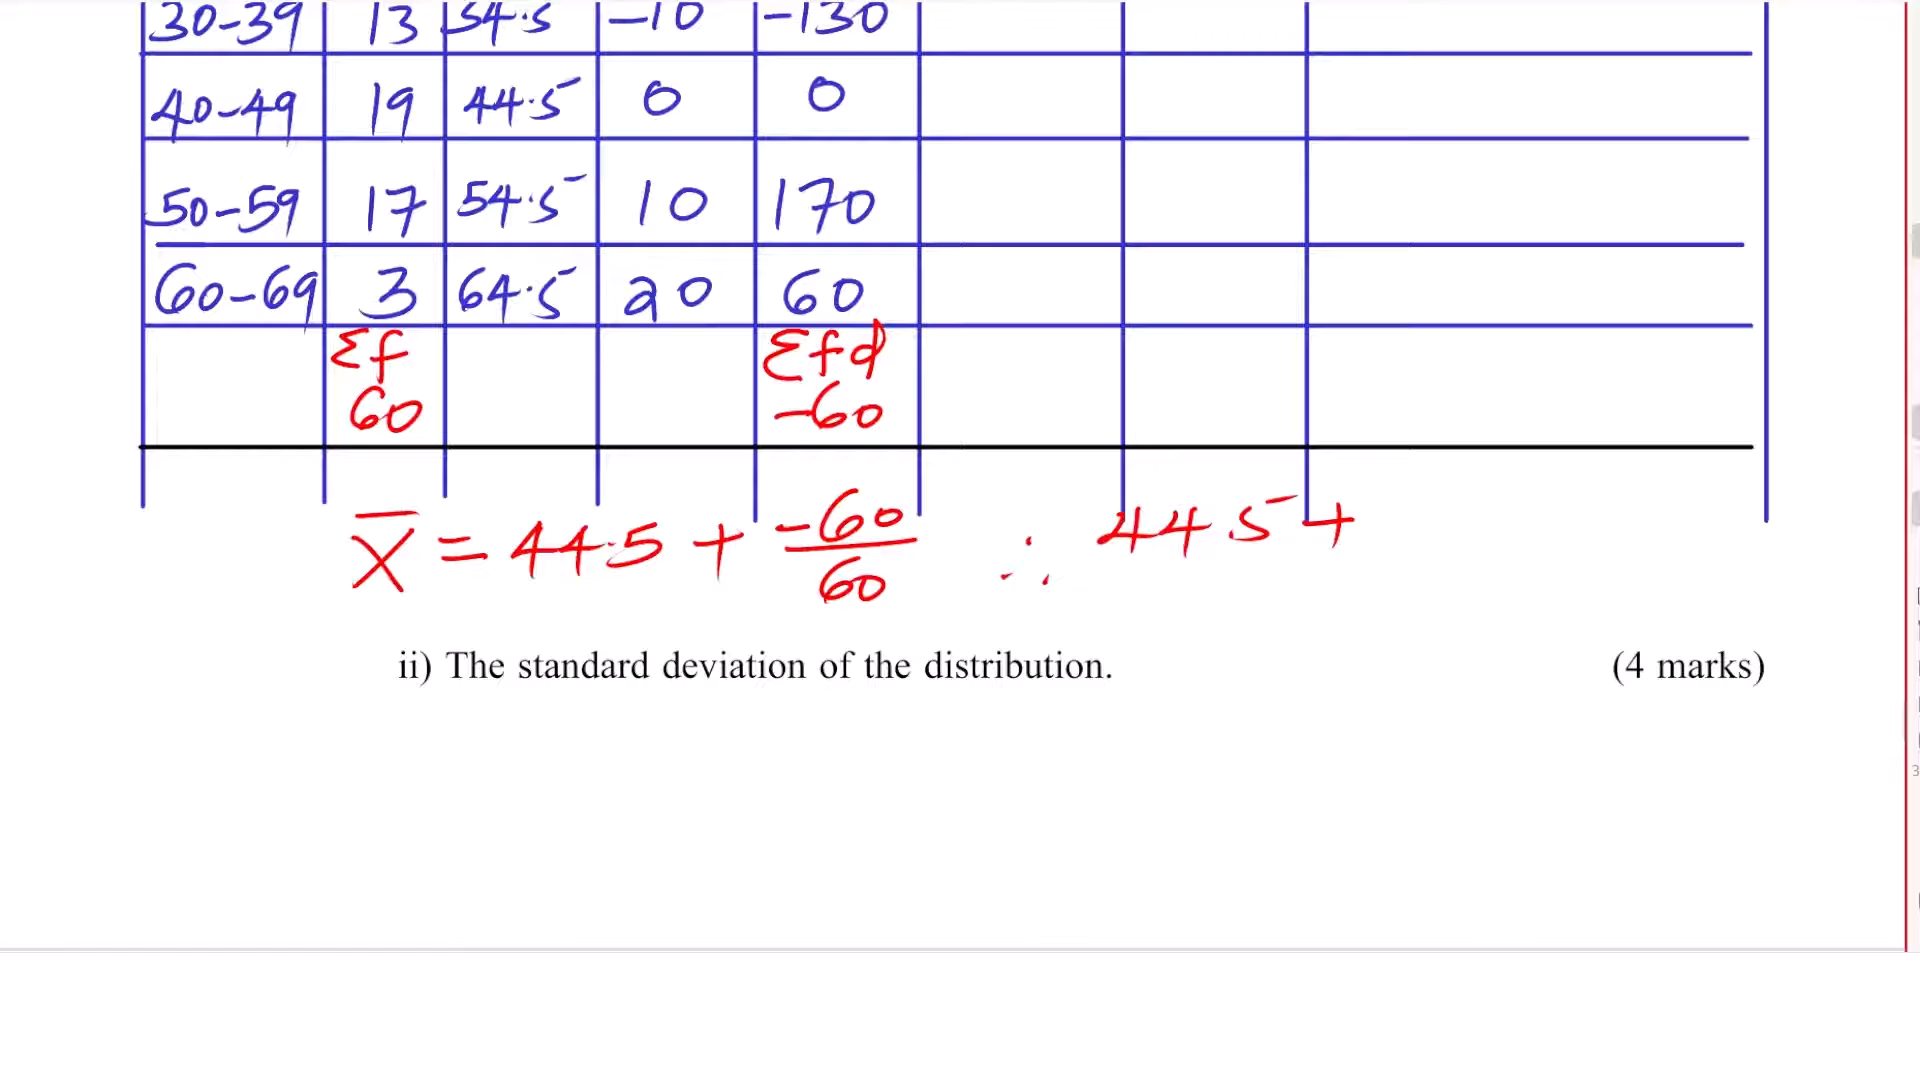 30-39 13 34.5 -10 -130
40-49 19 44.5 0 0
50-59 17 54.5 10 170
60-69 3 64.5 20 60
Σf Σfd
60 -60
X̄ = 44.5 + -60/60 ∴ 44.5 +
ii) The standard deviation of the distribution. (4 marks)